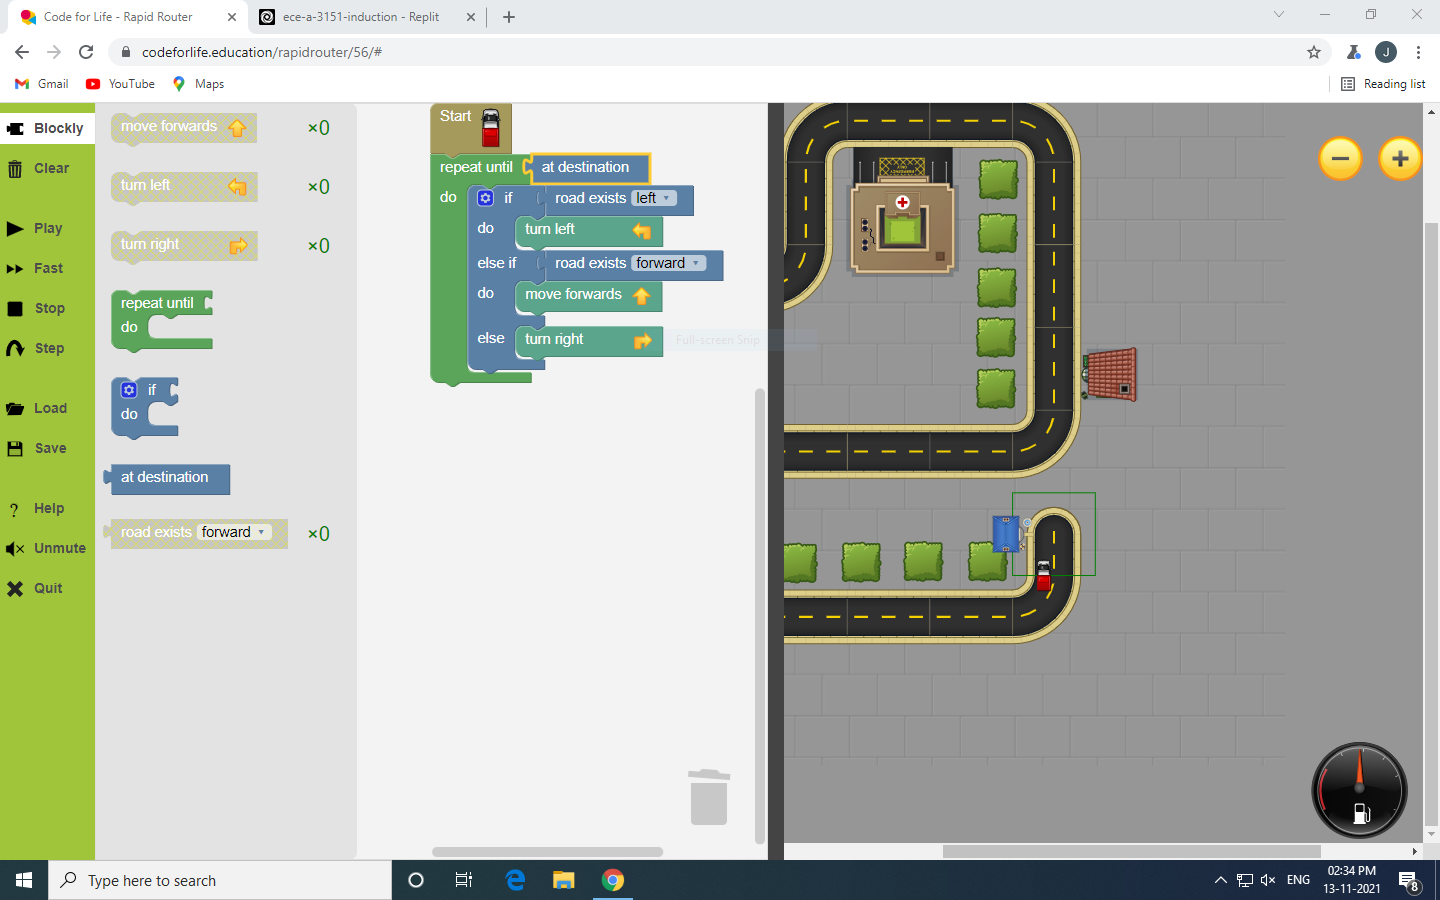 Code for Life - Rapid Router
ece-a-3151-induction - Replit
codeforlife.education/rapidrouter/56/#
J
Gmail
YouTube
Maps
Reading list
Blockly
Clear
Play
Fast
Stop
Step
Load
Save
Help
Unmute
Quit
move forwards ×0
turn left ×0
turn right ×0
repeat until
do
if
do
at destination
road exists forward ×0
Start
repeat until at destination
do if road exists left
do turn left
else if road exists forward
do move forwards
else turn right
Full-screen Snip
Type here to search
ENG
02:34 PM
13-11-2021
8